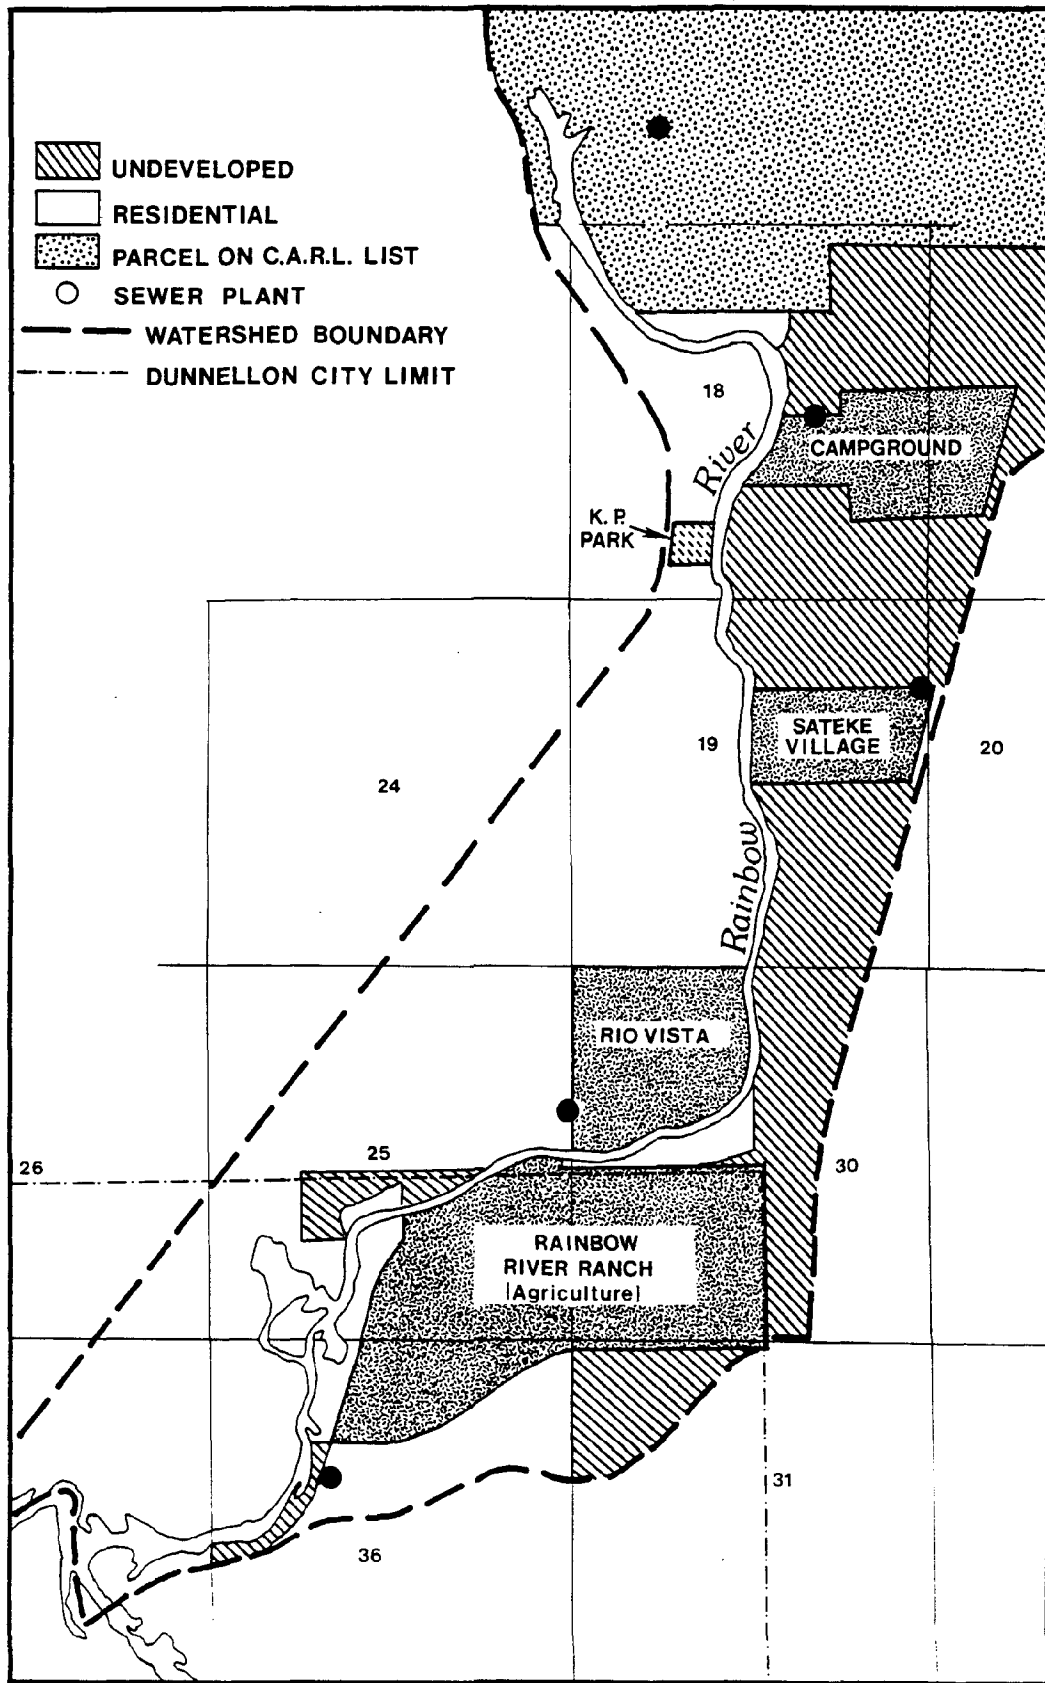 UNDEVELOPED
RESIDENTIAL
PARCEL ON C.A.R.L. LIST
SEWER PLANT
WATERSHED BOUNDARY
DUNNELLON CITY LIMIT
18
River
CAMPGROUND
K. P.
PARK
19
SATEKE
VILLAGE
20
24
Rainbow
RIO VISTA
26
25
30
RAINBOW
RIVER RANCH
(Agriculture)
31
36